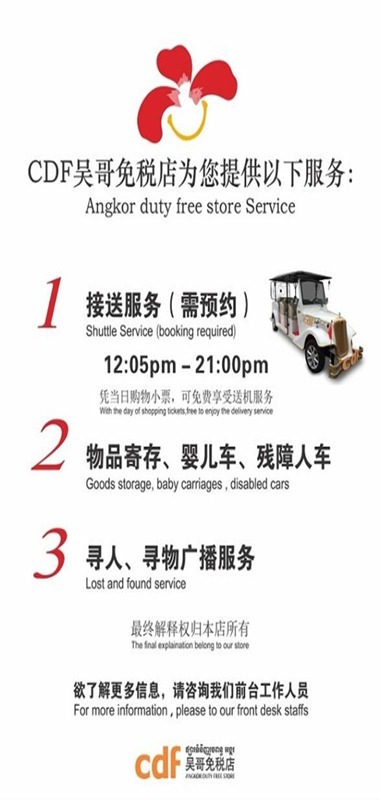 CDF吴哥免税店为您提供以下服务:
Angkor duty free store Service
1 接送服务（需预约）
Shuttle Service (booking required)
12:05pm – 21:00pm
凭当日购物小票，可免费享受送机服务
With the day of shopping tickets,free to enjoy the delivery service
2 物品寄存、婴儿车、残障人车
Goods storage, baby carriages , disabled cars
3 寻人、寻物广播服务
Lost and found service
最终解释权归本店所有
The final explaination belong to our store
欲了解更多信息，请咨询我们前台工作人员
For more information , please to our front desk staffs
cdf
吴哥免税店
ANGKOR DUTY FREE STORE